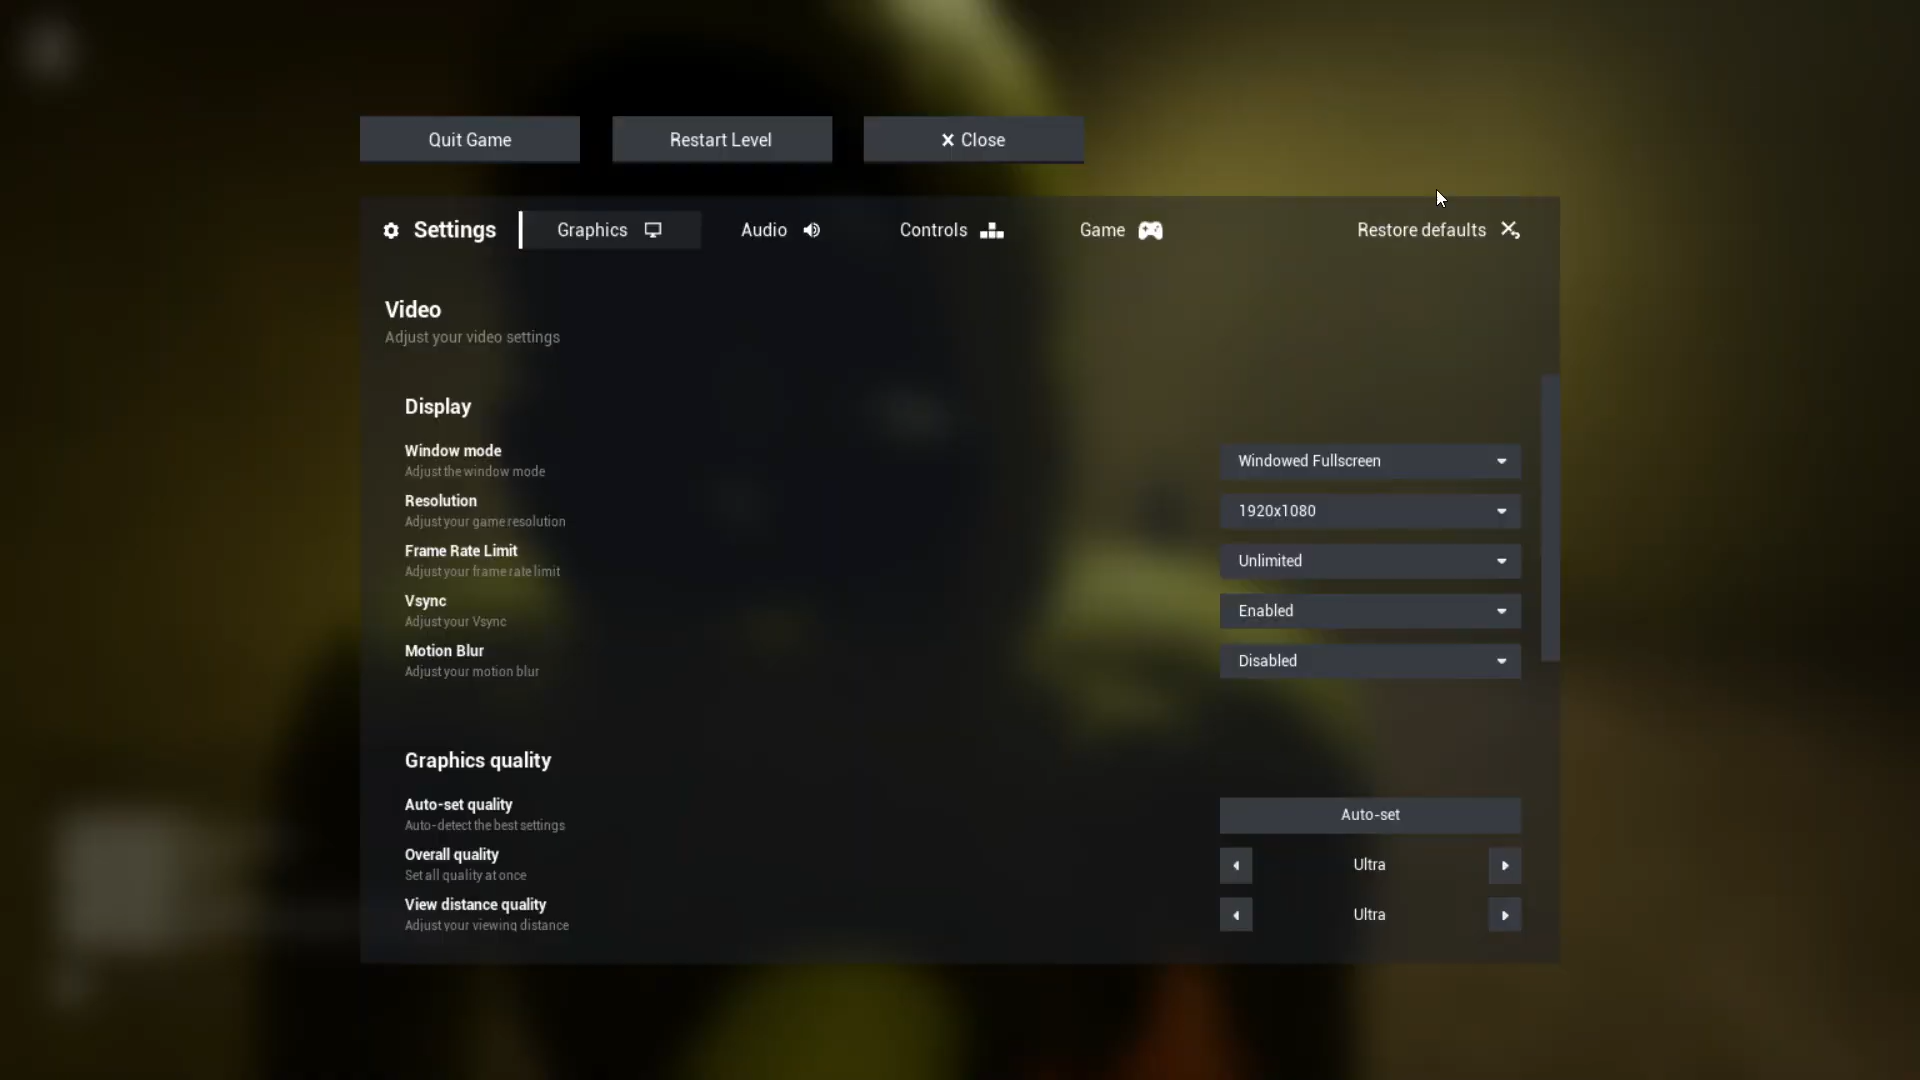 Quit Game
Restart Level
Close
Settings
Graphics
Audio
Controls
Game
Restore defaults
Video
Adjust your video settings
Display
Window mode
Adjust the window mode
Windowed Fullscreen
Resolution
Adjust your game resolution
1920x1080
Frame Rate Limit
Adjust your frame rate limit
Unlimited
Vsync
Adjust your Vsync
Enabled
Motion Blur
Adjust your motion blur
Disabled
Graphics quality
Auto-set quality
Auto-detect the best settings
Auto-set
Overall quality
Set all quality at once
Ultra
View distance quality
Adjust your viewing distance
Ultra